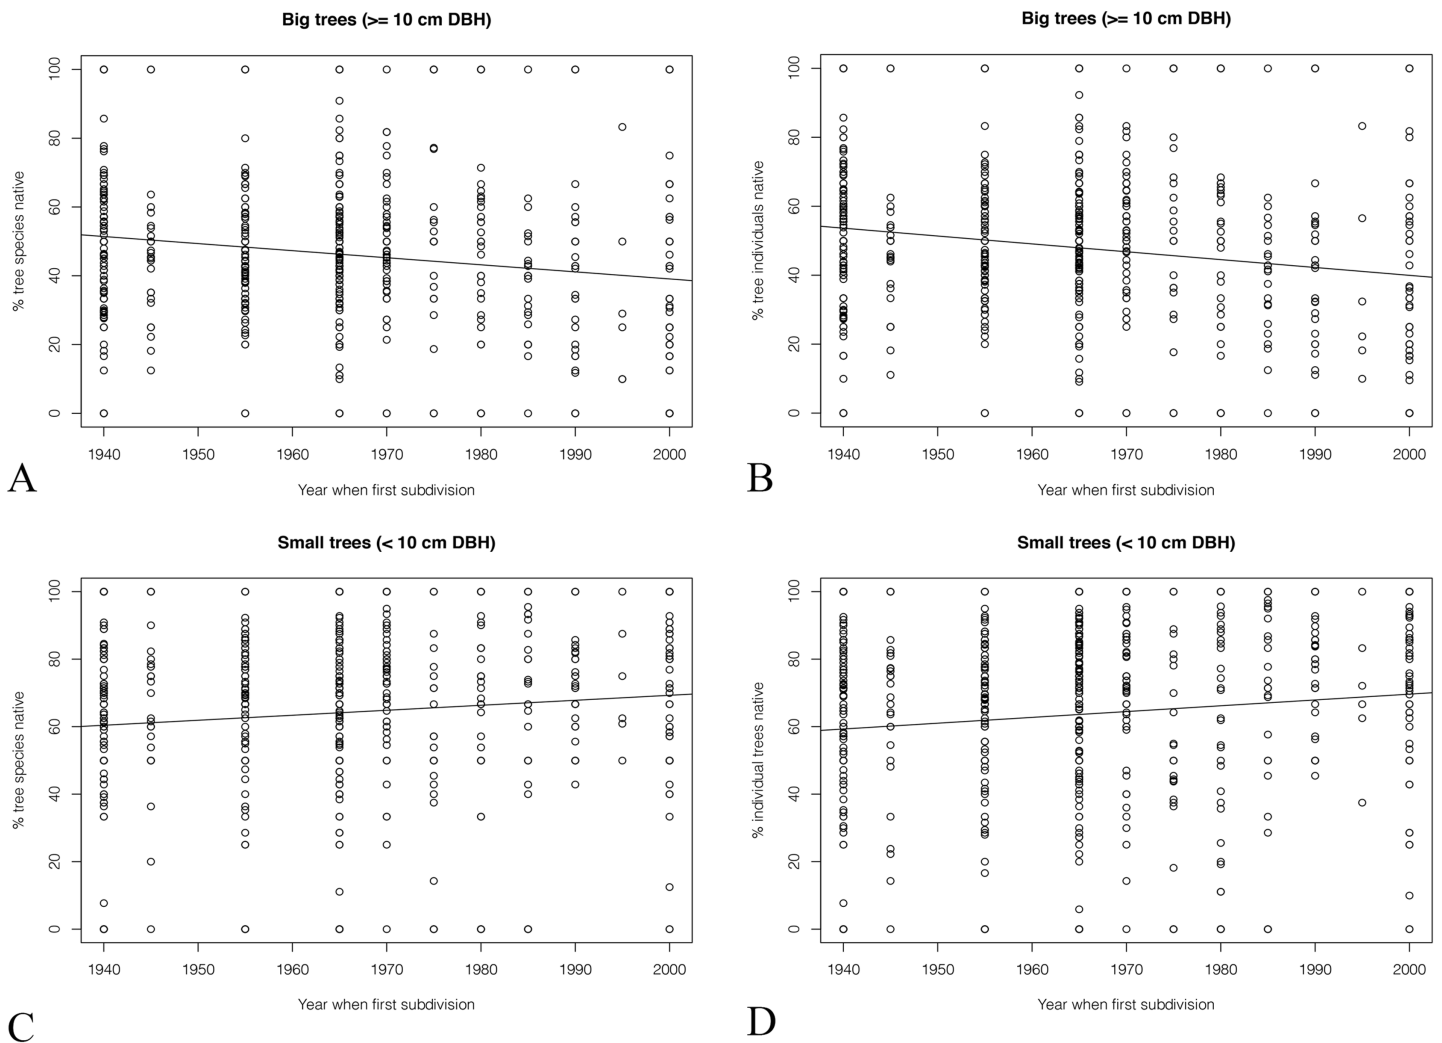 Big trees (>= 10 cm DBH)
% tree species native
0 20 40 60 80 100
1940 1950 1960 1970 1980 1990 2000
Year when first subdivision
A
Big trees (>= 10 cm DBH)
% tree individuals native
0 20 40 60 80 100
1940 1950 1960 1970 1980 1990 2000
Year when first subdivision
B
Small trees (< 10 cm DBH)
% tree species native
0 20 40 60 80 100
1940 1950 1960 1970 1980 1990 2000
Year when first subdivision
C
Small trees (< 10 cm DBH)
% individual trees native
0 20 40 60 80 100
1940 1950 1960 1970 1980 1990 2000
Year when first subdivision
D